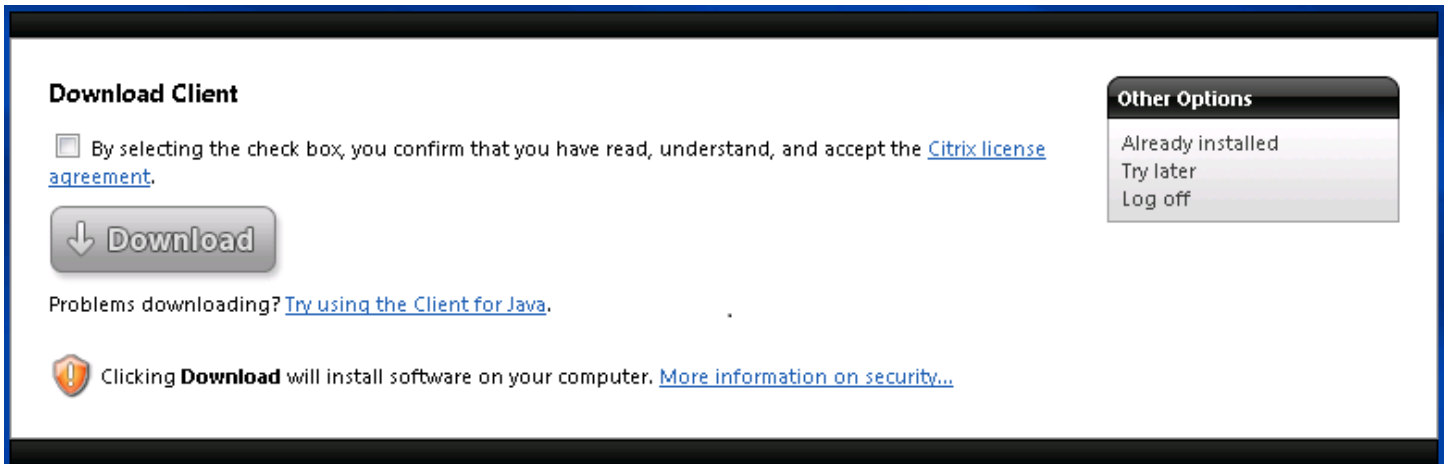 Download Client
By selecting the check box, you confirm that you have read, understand, and accept the Citrix license
agreement.
Download
Problems downloading? Try using the Client for Java.
Clicking Download will install software on your computer. More information on security...
Other Options
Already installed
Try later
Log off